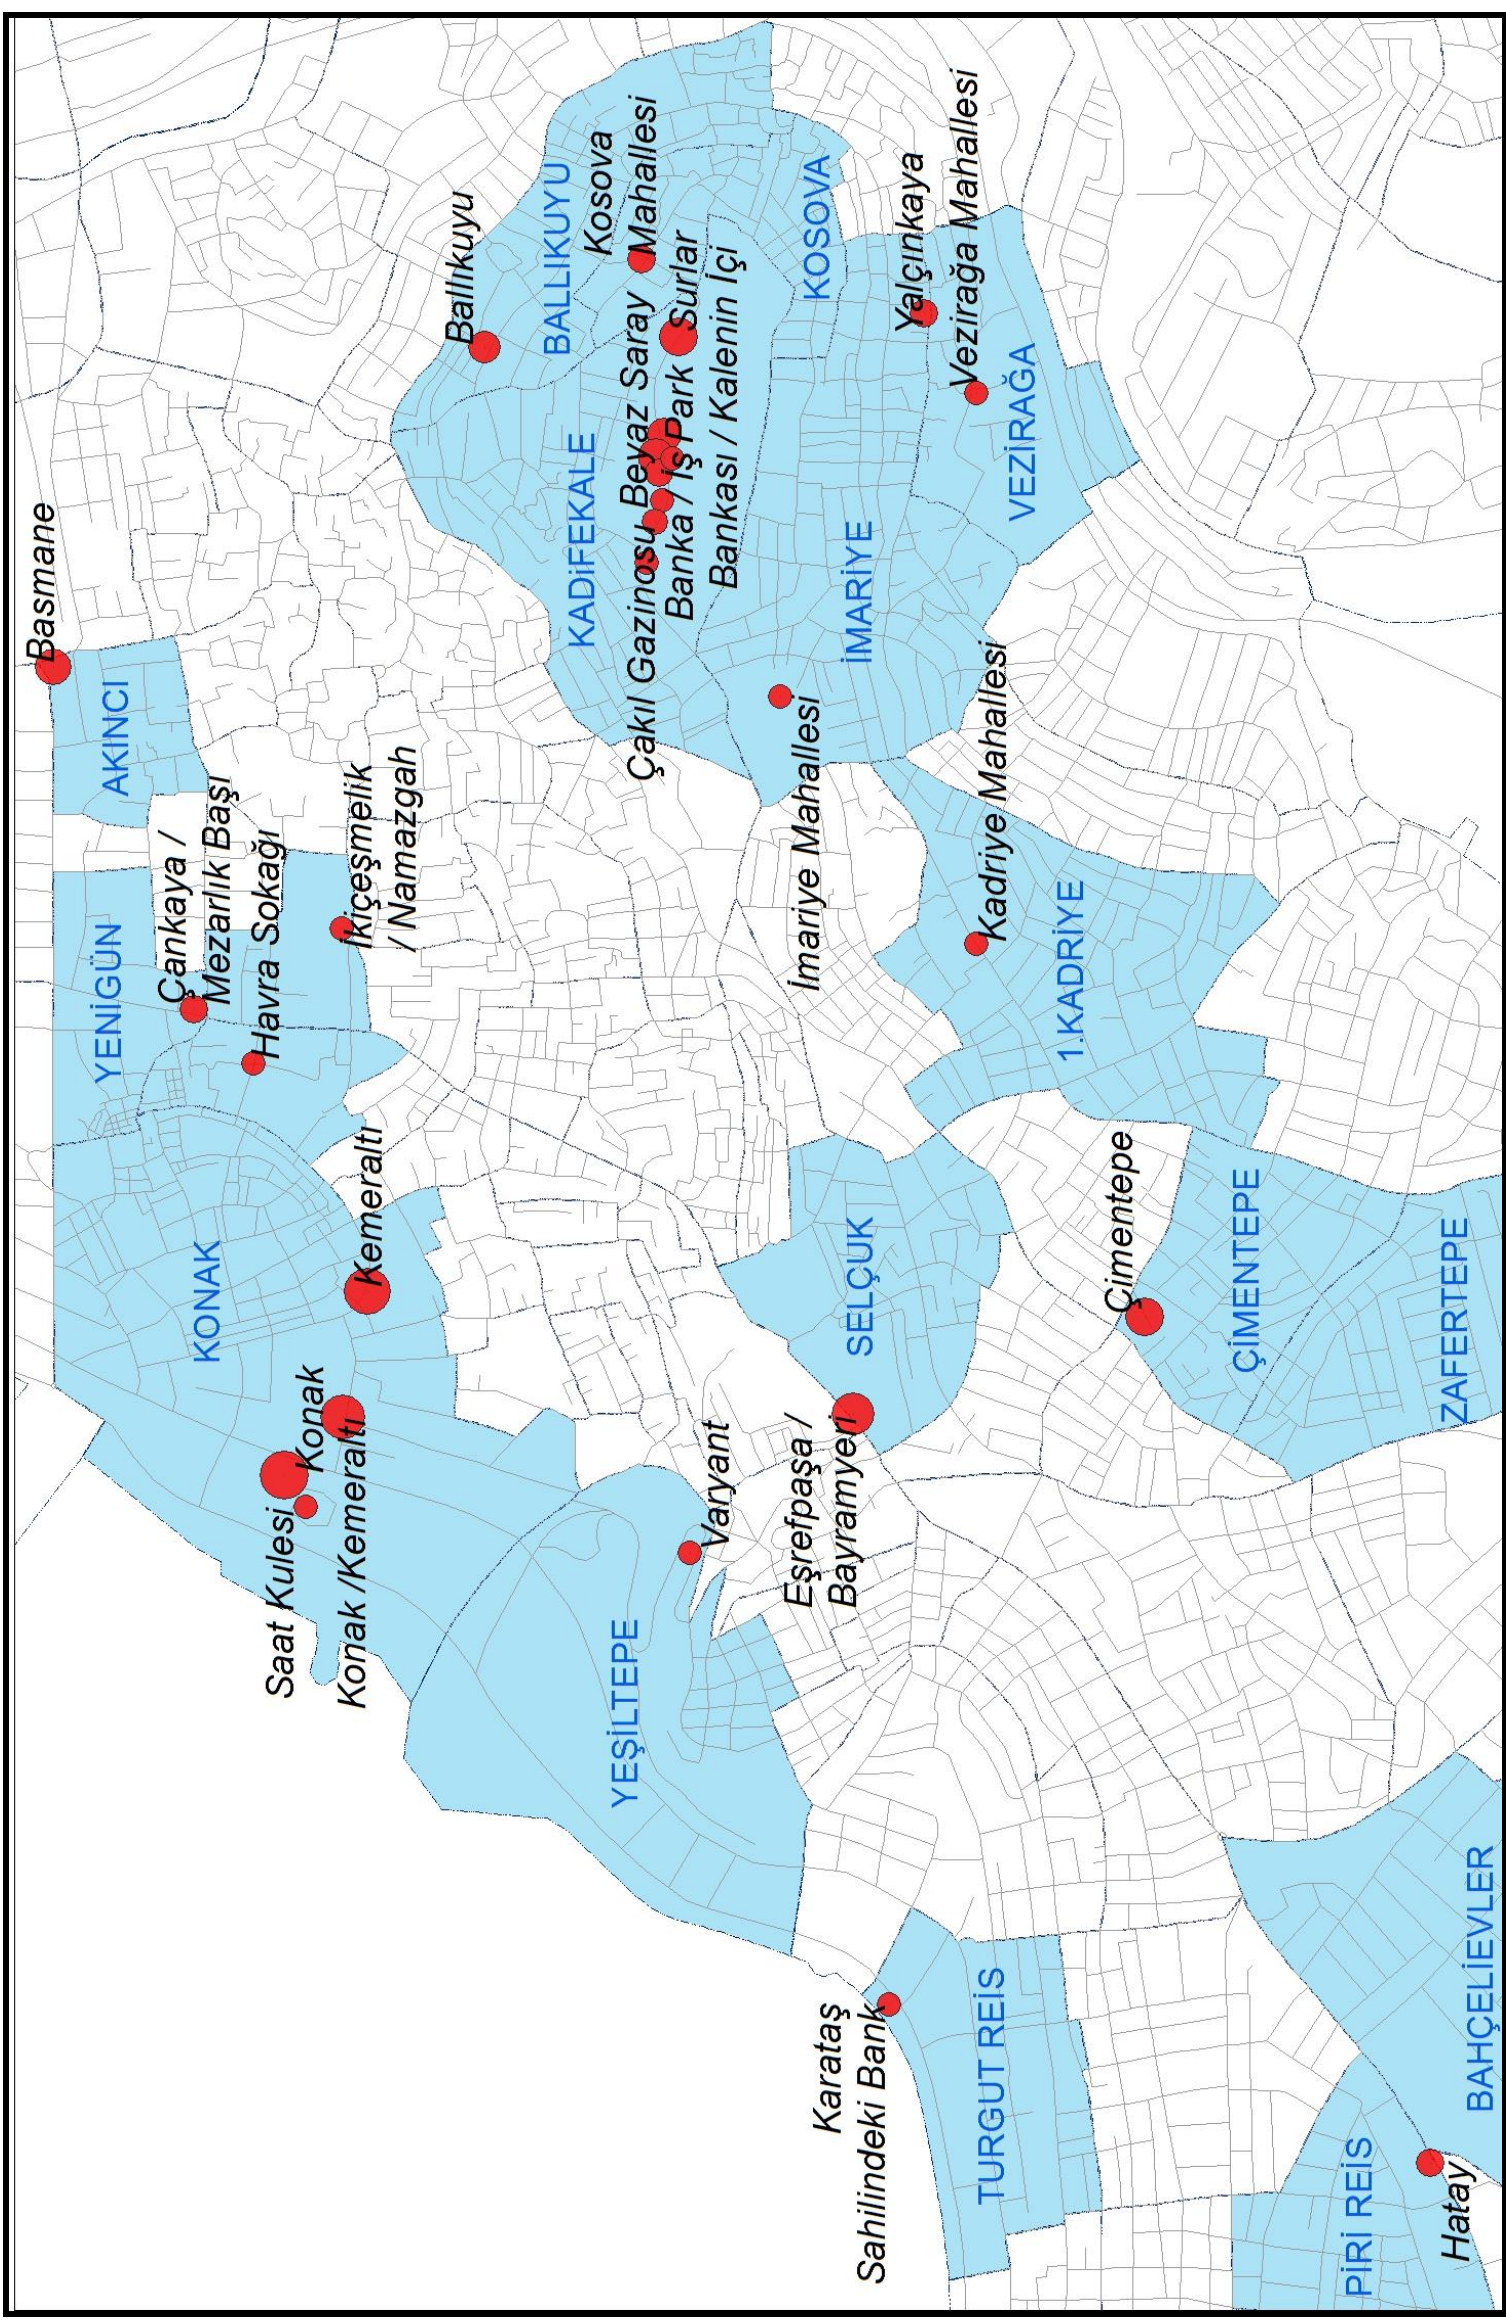 Basmane
AKINCI
Çankaya /
Mezarlık Başı
YENİGÜN
Havra Sokağı
İkiçeşmelik
/ Namazgah
Kemeraltı
KONAK
Konak
Saat Kulesi
Konak /Kemeraltı
Ballıkuyu
BALLIKUYU
Kosova
Mahallesi
KOSOVA
Surlar
KADİFEKALE
Çakıl Gazinosu Beyaz Saray
Banka / İş Park
Bankası / Kalenin İçi
Yalçınkaya
Vezirağa Mahallesi
VEZİRAĞA
İMARİYE
İmariye Mahallesi
Kadriye Mahallesi
1.KADRİYE
SELÇUK
Eşrefpaşa /
Bayramyeri
Varyant
YEŞİLTEPE
Çimentepe
ÇİMENTEPE
ZAFERTEPE
Karataş
Sahilindeki Bank
TURGUT REİS
BAHÇELİEVLER
PİRİ REİS
Hatay